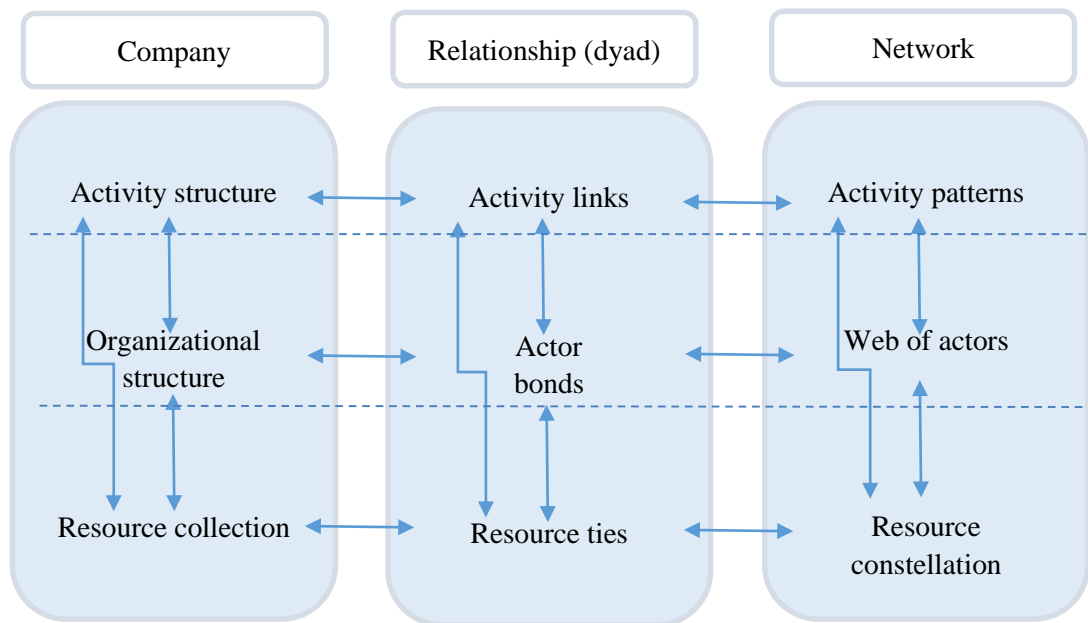 Company
Relationship (dyad)
Network
Activity structure
Activity links
Activity patterns
Organizational
structure
Actor
bonds
Web of actors
Resource collection
Resource ties
Resource
constellation